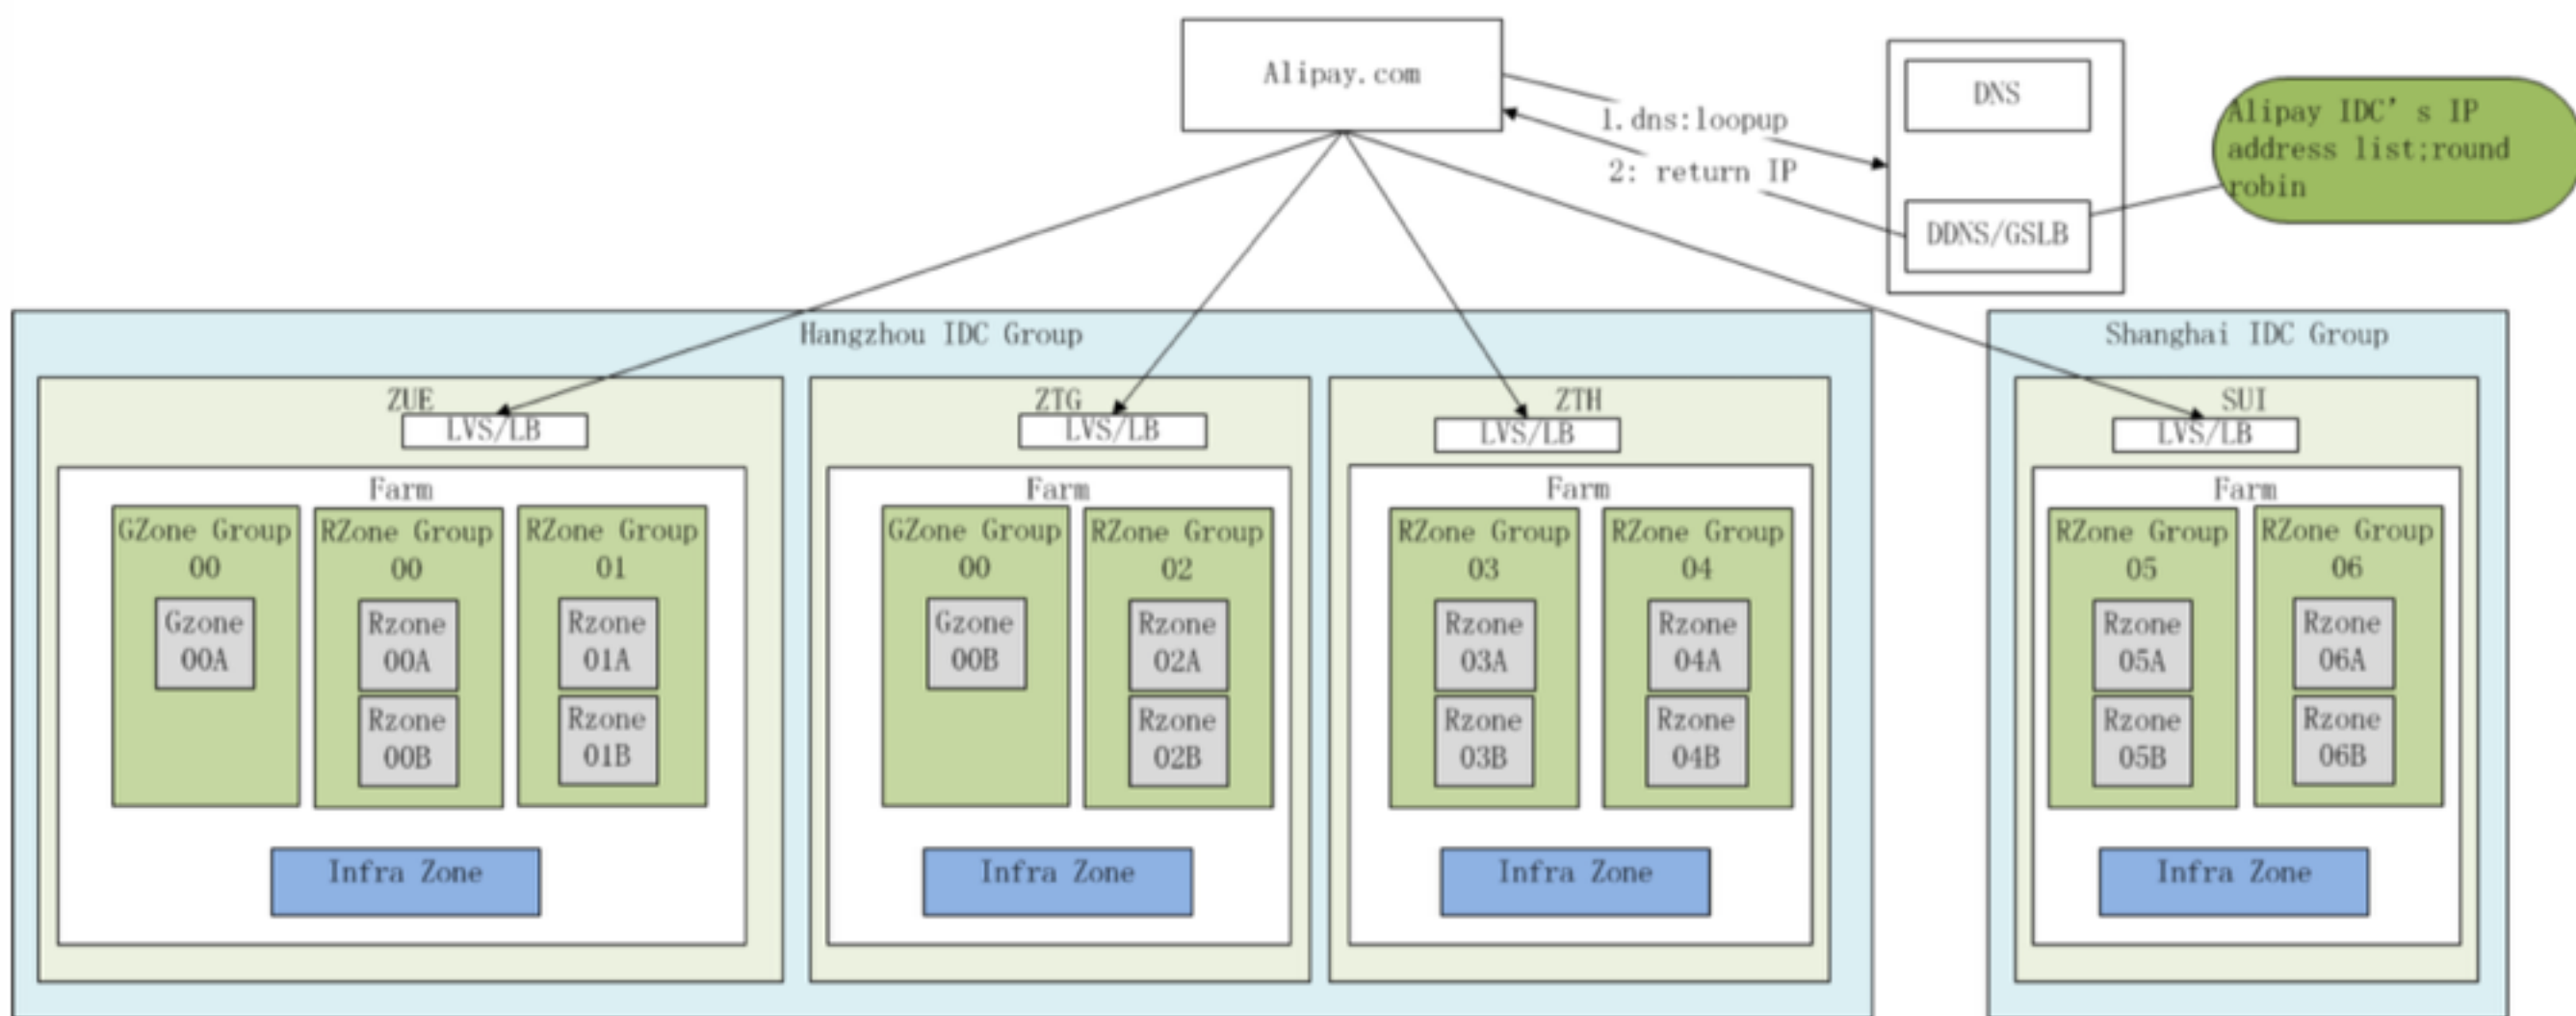 Alipay.com
1.dns:loopup
2: return IP
DNS
DDNS/GSLB
Alipay IDC’s IP
address list;round
robin
Hangzhou IDC Group
ZUE
LVS/LB
Farm
GZone Group
00
Gzone
00A
RZone Group
00
Rzone
00A
Rzone
00B
RZone Group
01
Rzone
01A
Rzone
01B
Infra Zone
ZTG
LVS/LB
Farm
GZone Group
00
Gzone
00B
RZone Group
02
Rzone
02A
Rzone
02B
Infra Zone
ZTH
LVS/LB
Farm
RZone Group
03
Rzone
03A
Rzone
03B
RZone Group
04
Rzone
04A
Rzone
04B
Infra Zone
Shanghai IDC Group
SUI
LVS/LB
Farm
RZone Group
05
Rzone
05A
Rzone
05B
RZone Group
06
Rzone
06A
Rzone
06B
Infra Zone